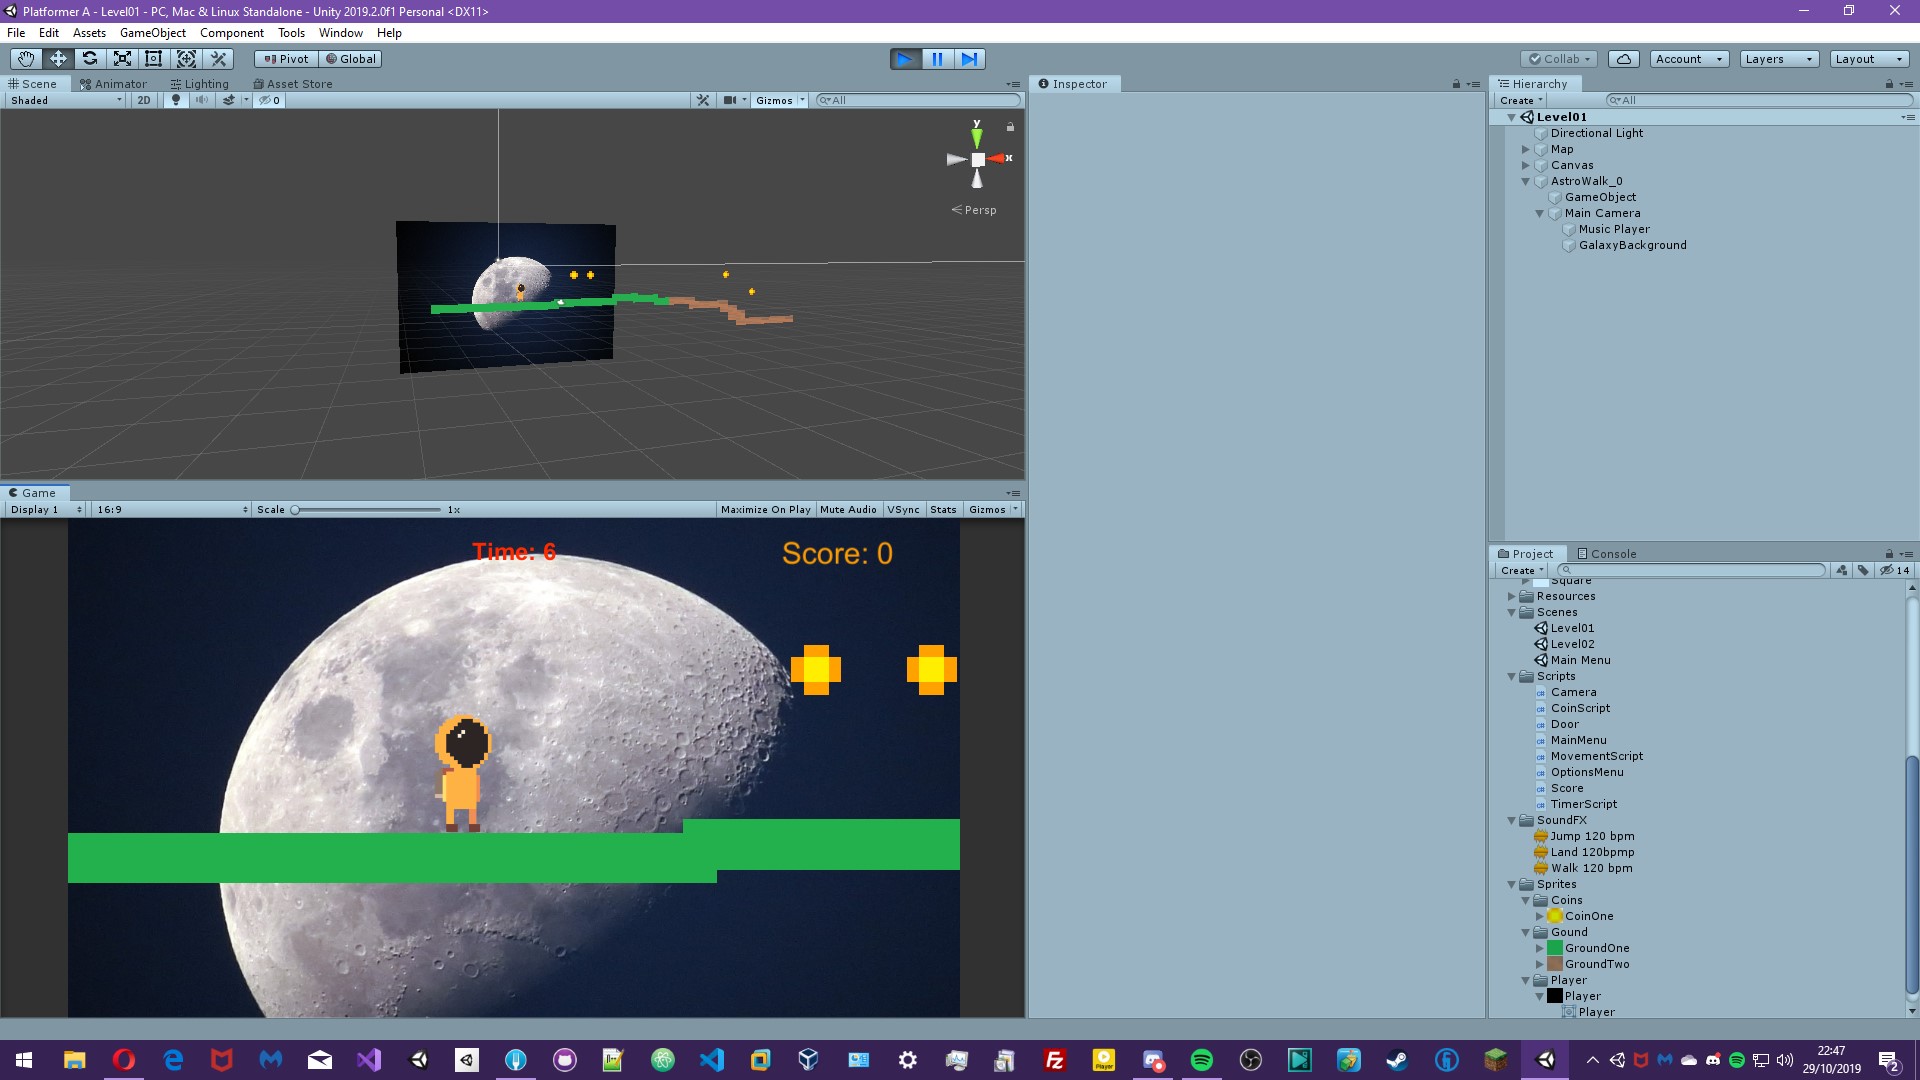 Platformer A - Level01 - PC, Mac & Linux Standalone - Unity 2019.2.0f1 Personal <DX11>
File Edit Assets GameObject Component Tools Window Help
Pivot Global Collab Account Layers Layout
Scene Animator Lighting Asset Store
Shaded 2D 0 Gizmos All
y
x
Persp
Game
Display 1 16:9 Scale 1x Maximize On Play Mute Audio VSync Stats Gizmos
Time: 6 Score: 0
Inspector
Hierarchy
Create All
Level01
Directional Light
Map
Canvas
AstroWalk_0
GameObject
Main Camera
Music Player
GalaxyBackground
Project Console
Create 14
Square
Resources
Scenes
Level01
Level02
Main Menu
Scripts
Camera
CoinScript
Door
MainMenu
MovementScript
OptionsMenu
Score
TimerScript
SoundFX
Jump 120 bpm
Land 120bpmp
Walk 120 bpm
Sprites
Coins
CoinOne
Gound
GroundOne
GroundTwo
Player
Player
Player
22:47
29/10/2019
2